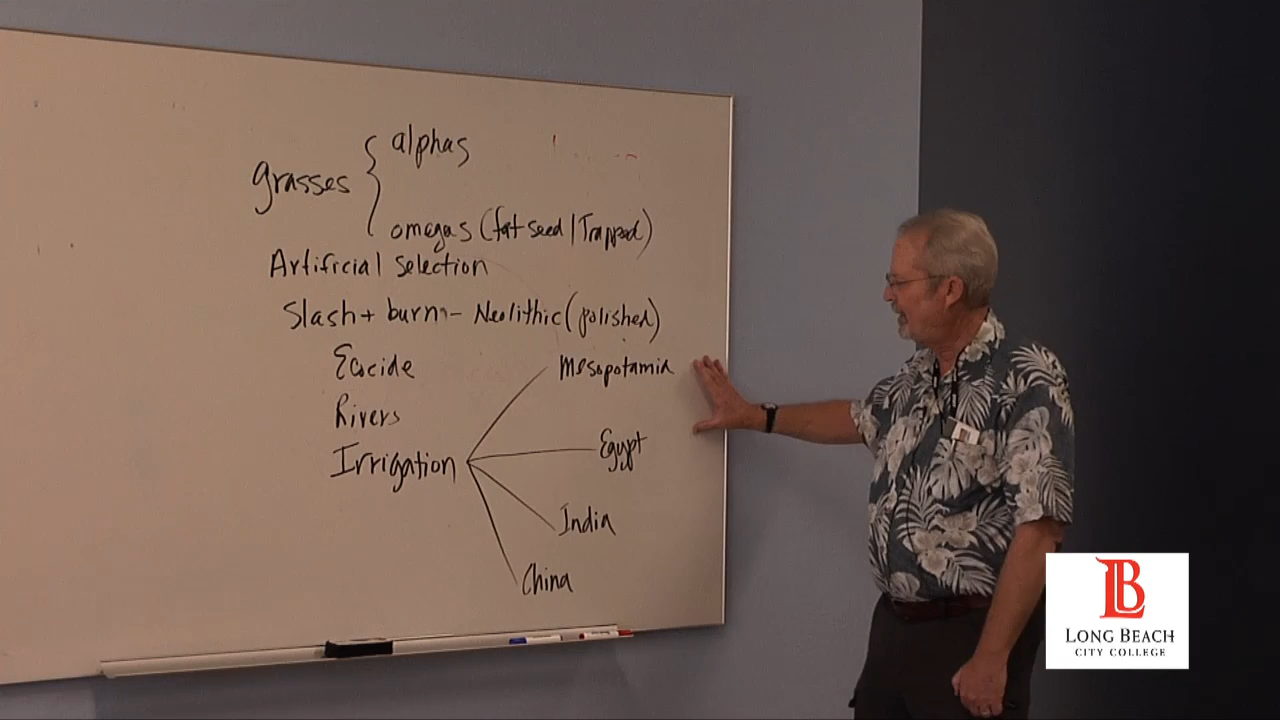 grasses { alphas
omegas (fat seed / Trapped)
Artificial Selection
Slash + burn - Neolithic (polished)
Ecocide
Mesopotamia
Rivers
Egypt
Irrigation
India
China
LB
LONG BEACH
CITY COLLEGE